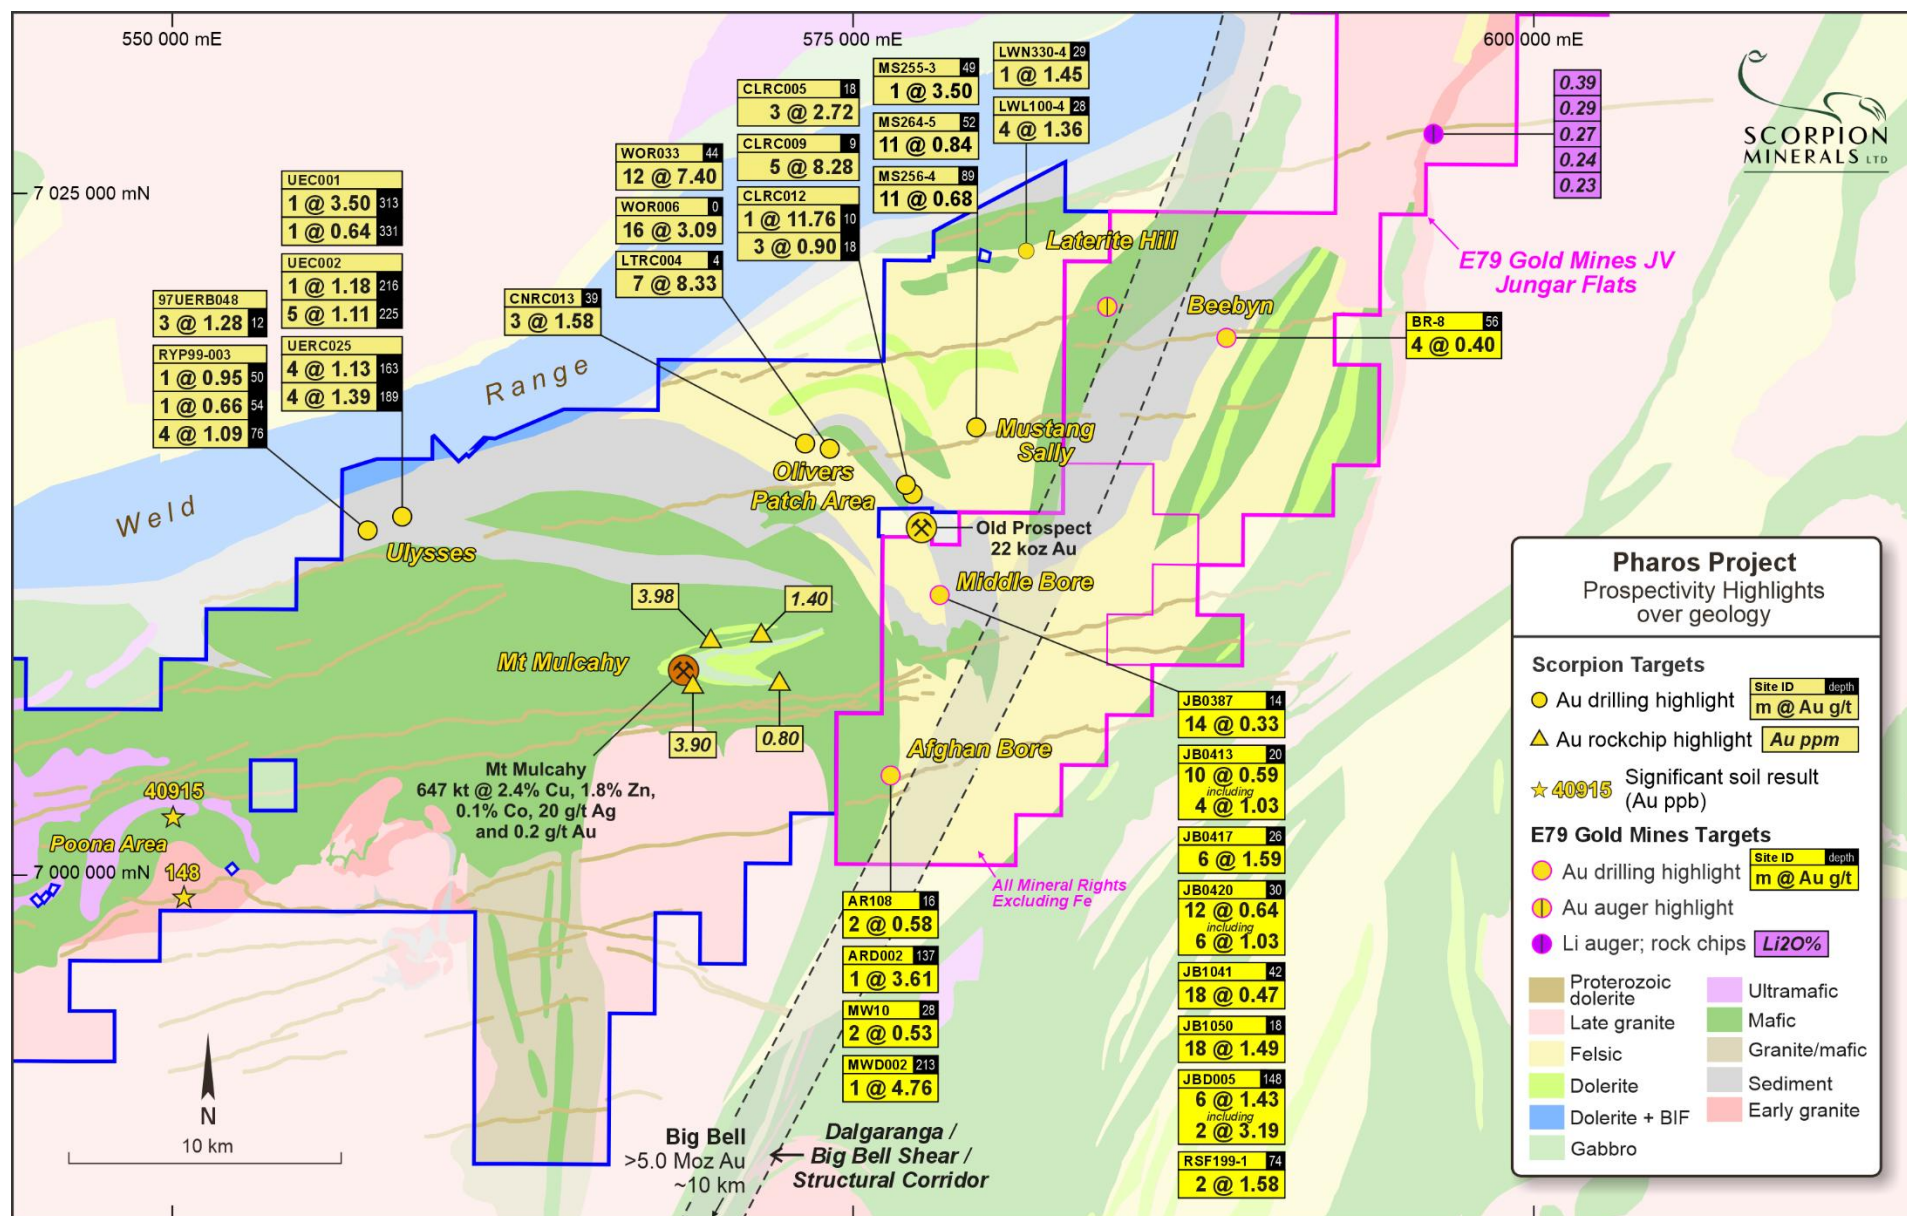 550 000 mE
575 000 mE
600 000 mE
7 025 000 mN
7 000 000 mN
SCORPION
MINERALS LTD
LWN330-4 29
1 @ 1.45
LWL100-4 28
4 @ 1.36
MS255-3 49
1 @ 3.50
MS264-5 52
11 @ 0.84
MS256-4 89
11 @ 0.68
CLRC005 18
3 @ 2.72
CLRC009 9
5 @ 8.28
CLRC012
1 @ 11.76 10
3 @ 0.90 18
WOR033 44
12 @ 7.40
WOR006 0
16 @ 3.09
LTRC004 4
7 @ 8.33
CNRC013 39
3 @ 1.58
UEC001
1 @ 3.50 313
1 @ 0.64 331
UEC002
1 @ 1.18 216
5 @ 1.11 225
UERC025
4 @ 1.13 163
4 @ 1.39 189
97UERB048
3 @ 1.28 12
RYP99-003
1 @ 0.95 50
1 @ 0.66 54
4 @ 1.09 76
0.39
0.29
0.27
0.24
0.23
E79 Gold Mines JV
Jungar Flats
Laterite Hill
Beebyn
BR-8 56
4 @ 0.40
Weld Range
Mustang
Sally
Olivers
Patch Area
Ulysses
Old Prospect
22 koz Au
Middle Bore
3.98
1.40
Mt Mulcahy
3.90
0.80
Mt Mulcahy
647 kt @ 2.4% Cu, 1.8% Zn,
0.1% Co, 20 g/t Ag
and 0.2 g/t Au
Afghan Bore
40915
Poona Area
148
All Mineral Rights
Excluding Fe
AR108 16
2 @ 0.58
ARD002 137
1 @ 3.61
MW10 28
2 @ 0.53
MWD002 213
1 @ 4.76
JB0387 14
14 @ 0.33
JB0413 20
10 @ 0.59
including
4 @ 1.03
JB0417 26
6 @ 1.59
JB0420 30
12 @ 0.64
including
6 @ 1.03
JB1041 42
18 @ 0.47
JB1050 18
18 @ 1.49
JBD005 148
6 @ 1.43
including
2 @ 3.19
RSF199-1 74
2 @ 1.58
N
10 km
Big Bell
>5.0 Moz Au
~10 km
Dalgaranga /
Big Bell Shear /
Structural Corridor
Pharos Project
Prospectivity Highlights
over geology
Scorpion Targets
Au drilling highlight
Site ID depth
m @ Au g/t
Au rockchip highlight Au ppm
40915 Significant soil result
(Au ppb)
E79 Gold Mines Targets
Au drilling highlight
Site ID depth
m @ Au g/t
Au auger highlight
Li auger; rock chips Li2O%
Proterozoic
dolerite
Late granite
Felsic
Dolerite
Dolerite + BIF
Gabbro
Ultramafic
Mafic
Granite/mafic
Sediment
Early granite